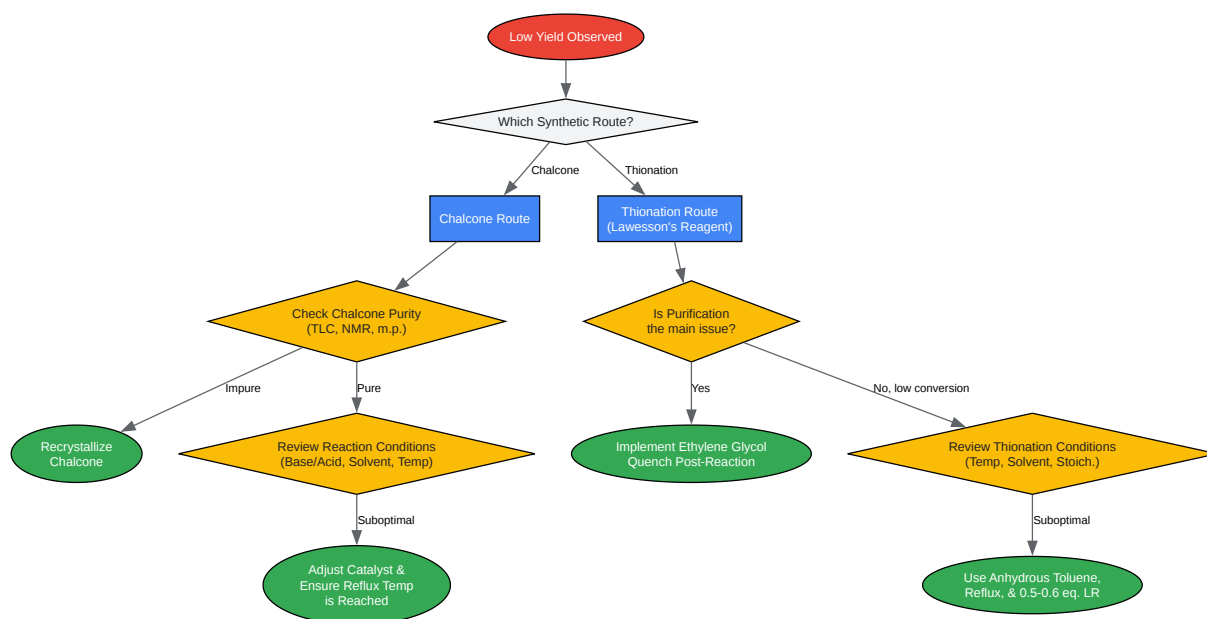 Low Yield Observed
Which Synthetic Route?
Chalcone
Thionation
Chalcone Route
Thionation Route
(Lawesson's Reagent)
Check Chalcone Purity
(TLC, NMR, m.p.)
Is Purification
the main issue?
Impure
Pure
Yes
No, low conversion
Recrystallize
Chalcone
Review Reaction Conditions
(Base/Acid, Solvent, Temp)
Implement Ethylene Glycol
Quench Post-Reaction
Review Thionation Conditions
(Temp, Solvent, Stoich.)
Suboptimal
Suboptimal
Adjust Catalyst &
Ensure Reflux Temp
is Reached
Use Anhydrous Toluene,
Reflux, & 0.5-0.6 eq. LR